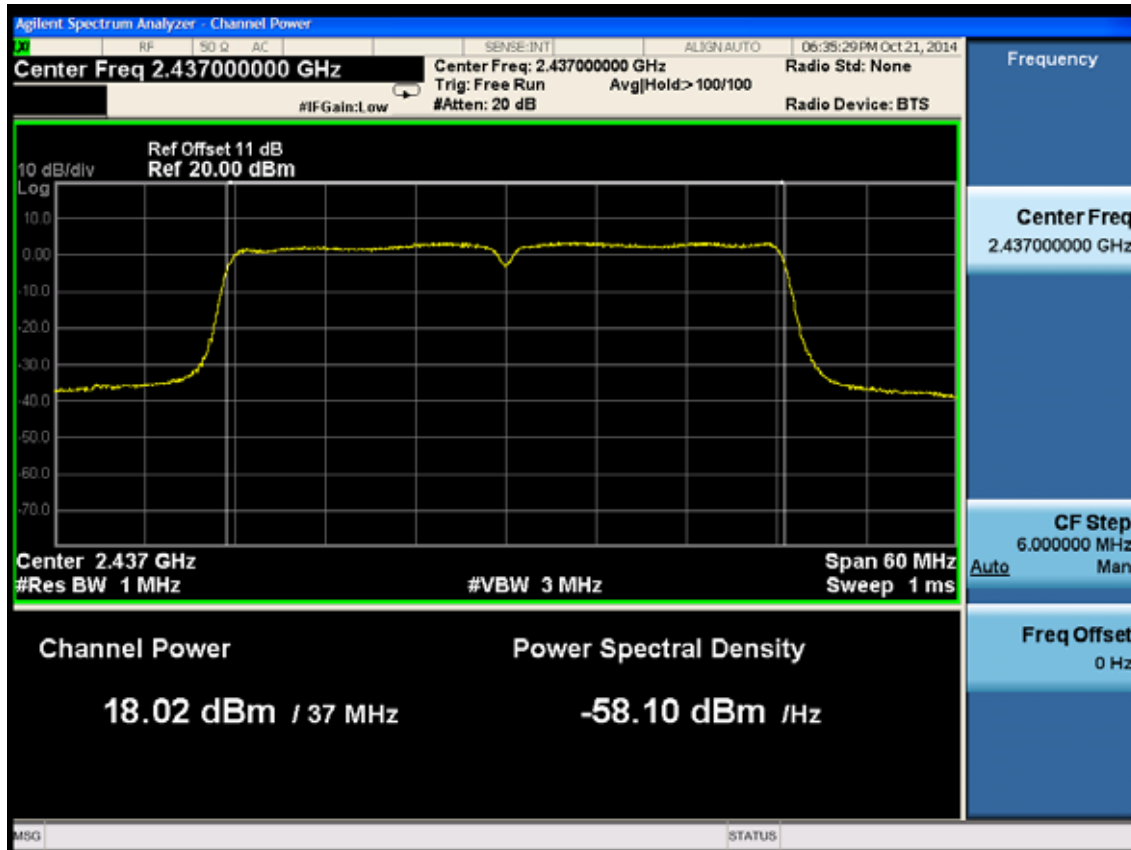 Agilent Spectrum Analyzer - Channel Power
RF 50 Ω AC SENSE:INT ALIGN AUTO 06:35:29 PM Oct 21, 2014
Center Freq 2.437000000 GHz
Center Freq: 2.437000000 GHz Radio Std: None
Trig: Free Run Avg|Hold:>100/100
#IFGain:Low #Atten: 20 dB Radio Device: BTS
Ref Offset 11 dB
10 dB/div Ref 20.00 dBm
Log
10.0
0.00
-10.0
-20.0
-30.0
-40.0
-50.0
-60.0
-70.0
Center 2.437 GHz Span 60 MHz
#Res BW 1 MHz #VBW 3 MHz Sweep 1 ms
Channel Power Power Spectral Density
18.02 dBm / 37 MHz -58.10 dBm /Hz
MSG STATUS
Frequency
Center Freq
2.437000000 GHz
CF Step
6.000000 MHz
Auto Man
Freq Offset
0 Hz